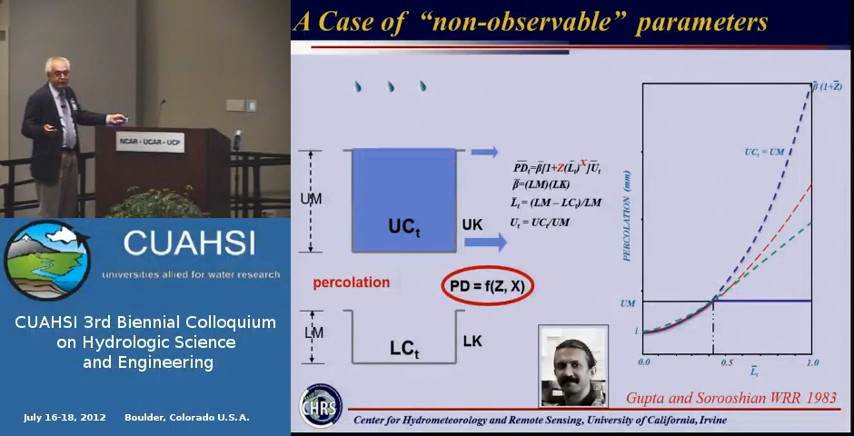 A Case of “non-observable” parameters
NCAR - UCAR - UCP
CUAHSI
universities allied for water research
CUAHSI 3rd Biennial Colloquium
on Hydrologic Science
and Engineering
July 16-18, 2012 Boulder, Colorado U.S.A.
UM
UCt
UK
percolation
PD = f(Z, X)
LM
LCt
LK
PDt=β[1+Z(Lt)X]Ut
β=(LM)(LK)
Lt = (LM – LCt)/LM
Ut = UCt/UM
β (1+Z)
UCt = UM
PERCOLATION (mm)
UM
i
0.0 0.5 1.0
Lt
Gupta and Sorooshian WRR 1983
CHRS
Center for Hydrometeorology and Remote Sensing, University of California, Irvine